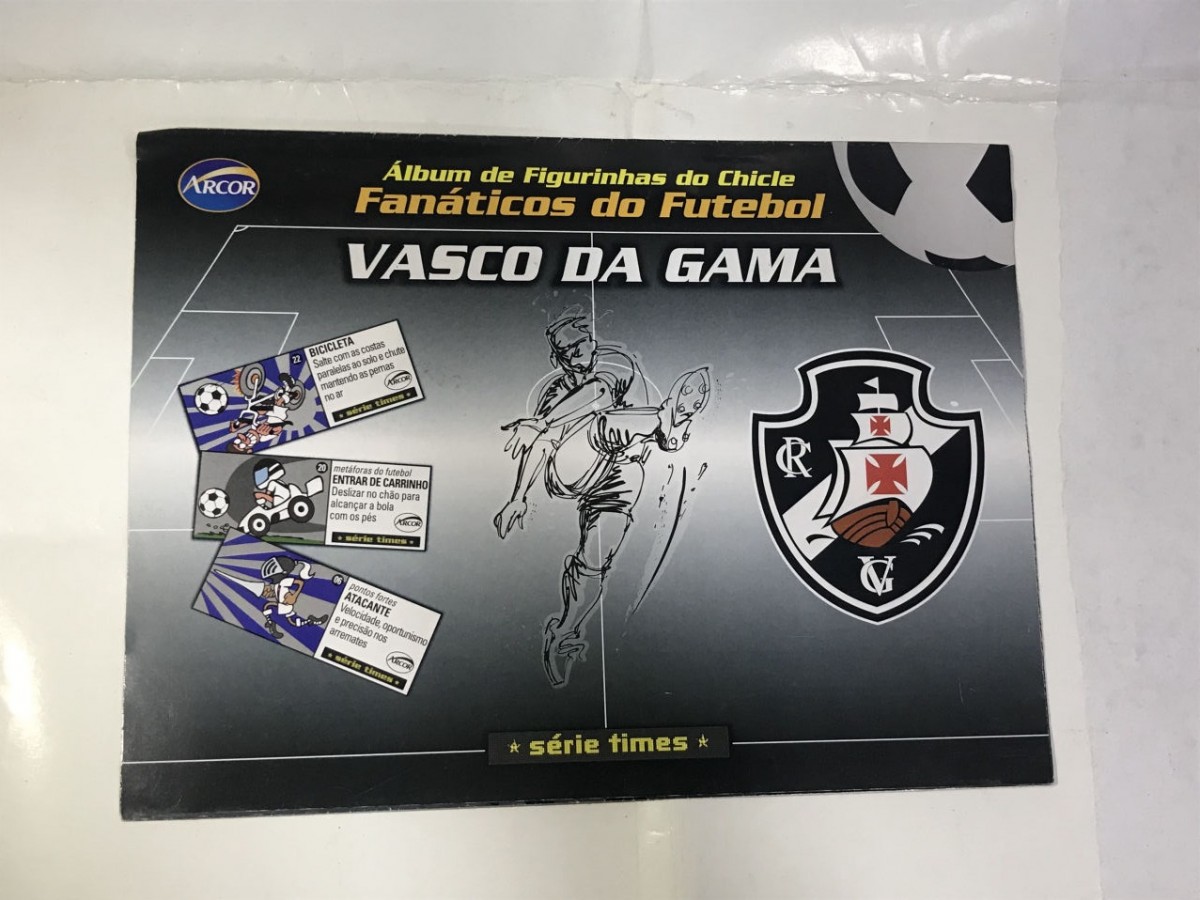 ARCOR
Álbum de Figurinhas do Chicle
Fanáticos do Futebol
VASCO DA GAMA
22
BICICLETA
Salte com as costas
paralelas ao solo e chute
mantendo as pernas
no ar
ARCOR
série times
20
metáforas do futebol
ENTRAR DE CARRINHO
Deslizar no chão para
alcançar a bola
com os pés
ARCOR
série times
06
pontos fortes
ATACANTE
Velocidade, oportunismo
e precisão nos
arremates
ARCOR
série times
CR
VG
série times